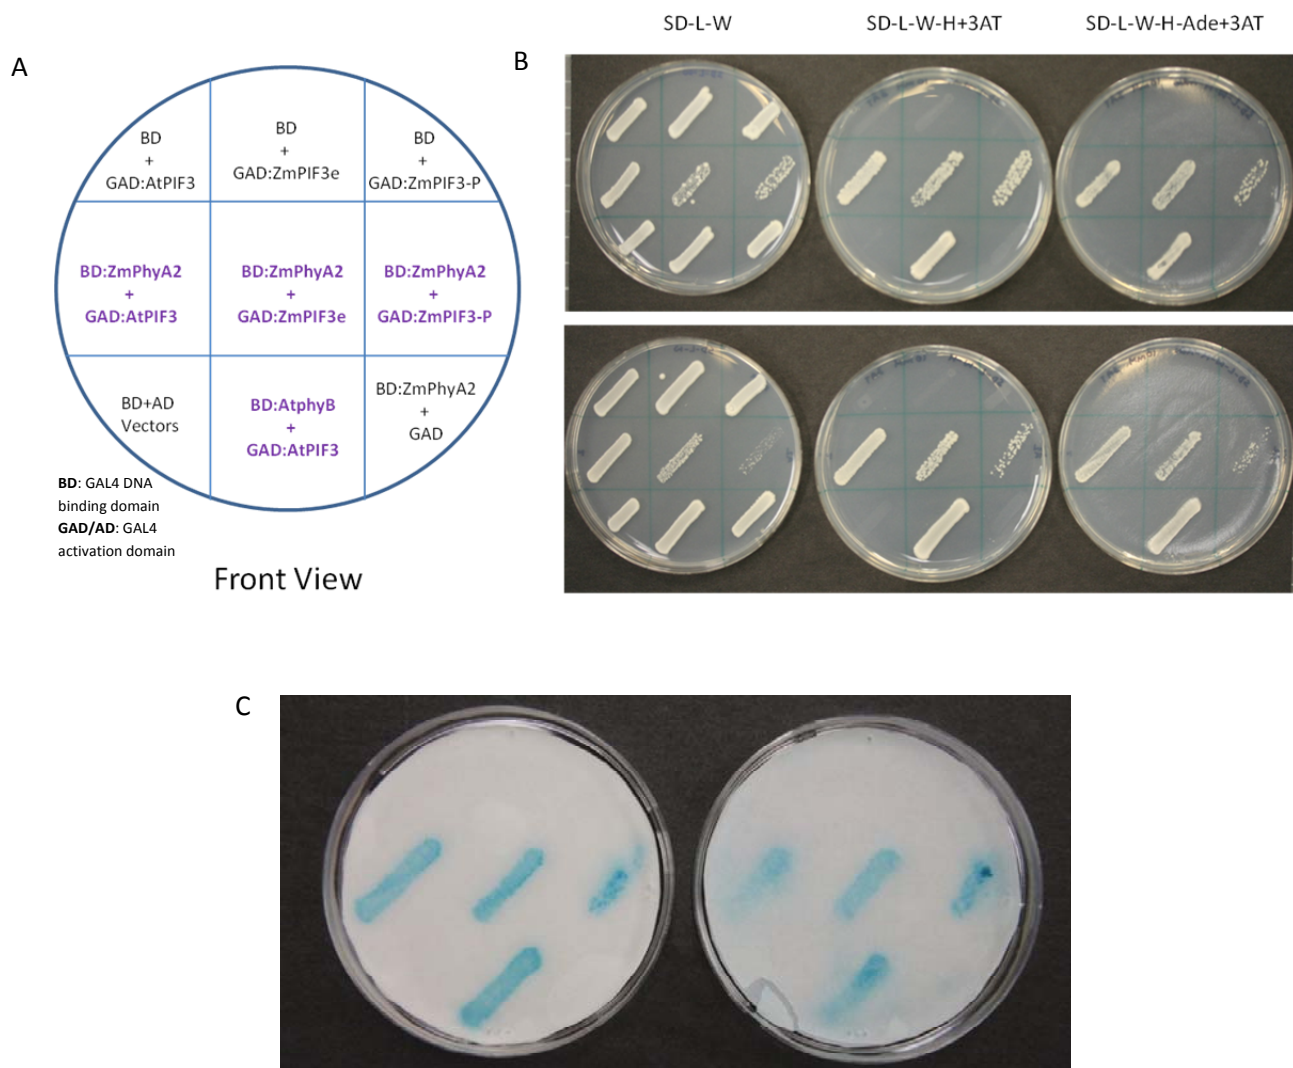 SD-L-W
SD-L-W-H+3AT
SD-L-W-H-Ade+3AT
A
B
BD
+
GAD:AtPIF3
BD
+
GAD:ZmPIF3e
BD
+
GAD:ZmPIF3-P
BD:ZmPhyA2
+
GAD:AtPIF3
BD:ZmPhyA2
+
GAD:ZmPIF3e
BD:ZmPhyA2
+
GAD:ZmPIF3-P
BD+AD
Vectors
BD:AtphyB
+
GAD:AtPIF3
BD:ZmPhyA2
+
GAD
BD: GAL4 DNA
binding domain
GAD/AD: GAL4
activation domain
Front View
C